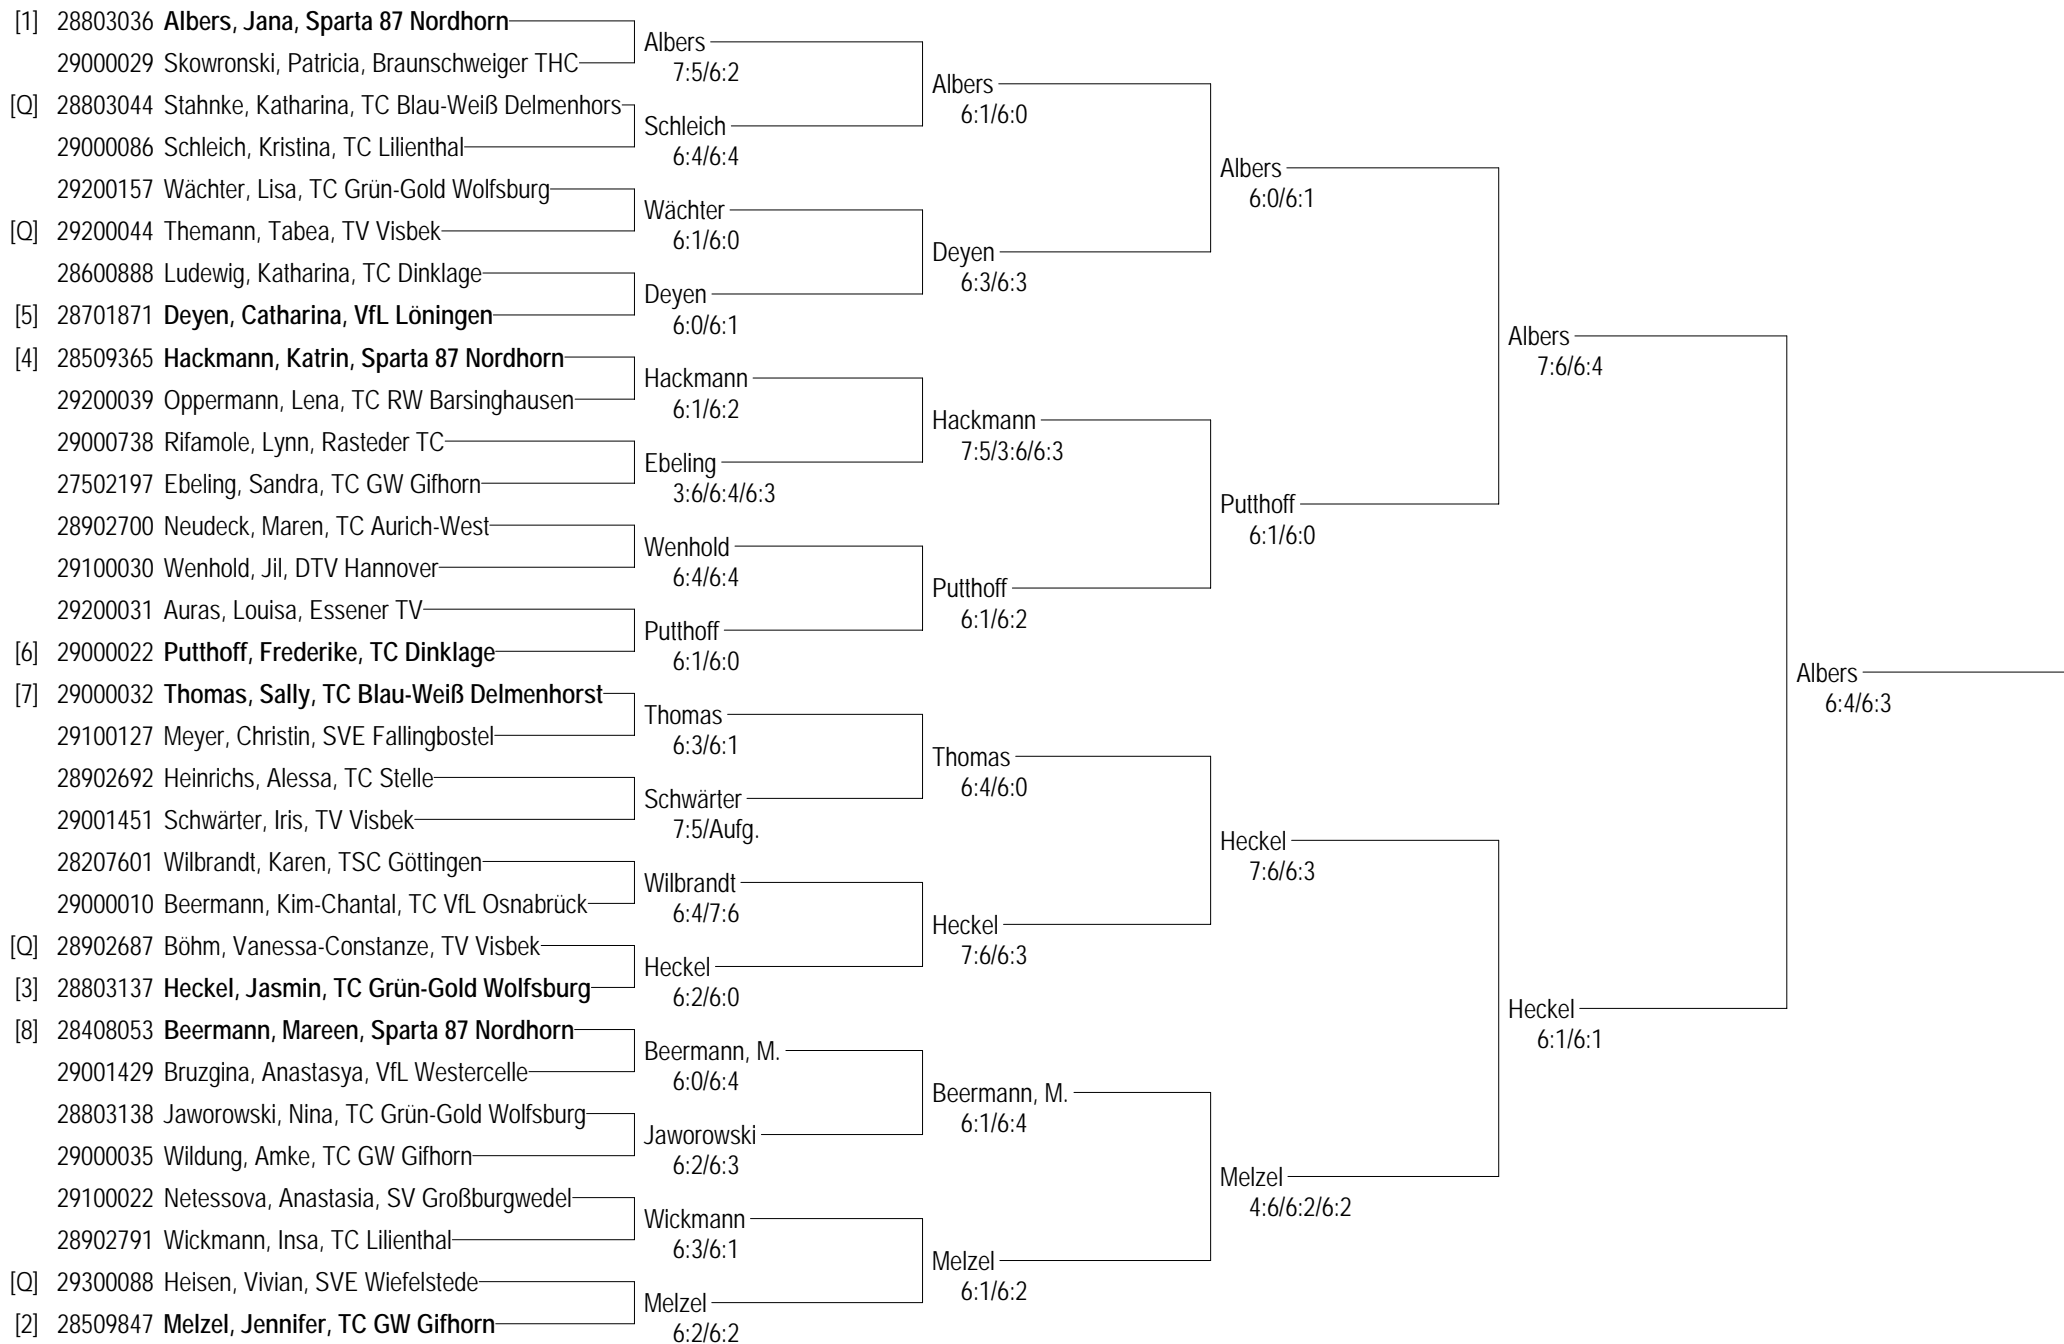 [1] 28803036 Albers, Jana, Sparta 87 Nordhorn
29000029 Skowronski, Patricia, Braunschweiger THC
[Q] 28803044 Stahnke, Katharina, TC Blau-Weiß Delmenhors
29000086 Schleich, Kristina, TC Lilienthal
29200157 Wächter, Lisa, TC Grün-Gold Wolfsburg
[Q] 29200044 Themann, Tabea, TV Visbek
28600888 Ludewig, Katharina, TC Dinklage
[5] 28701871 Deyen, Catharina, VfL Löningen
[4] 28509365 Hackmann, Katrin, Sparta 87 Nordhorn
29200039 Oppermann, Lena, TC RW Barsinghausen
29000738 Rifamole, Lynn, Rasteder TC
27502197 Ebeling, Sandra, TC GW Gifhorn
28902700 Neudeck, Maren, TC Aurich-West
29100030 Wenhold, Jil, DTV Hannover
29200031 Auras, Louisa, Essener TV
[6] 29000022 Putthoff, Frederike, TC Dinklage
[7] 29000032 Thomas, Sally, TC Blau-Weiß Delmenhorst
29100127 Meyer, Christin, SVE Fallingbostel
28902692 Heinrichs, Alessa, TC Stelle
29001451 Schwärter, Iris, TV Visbek
28207601 Wilbrandt, Karen, TSC Göttingen
29000010 Beermann, Kim-Chantal, TC VfL Osnabrück
[Q] 28902687 Böhm, Vanessa-Constanze, TV Visbek
[3] 28803137 Heckel, Jasmin, TC Grün-Gold Wolfsburg
[8] 28408053 Beermann, Mareen, Sparta 87 Nordhorn
29001429 Bruzgina, Anastasya, VfL Westercelle
28803138 Jaworowski, Nina, TC Grün-Gold Wolfsburg
29000035 Wildung, Amke, TC GW Gifhorn
29100022 Netessova, Anastasia, SV Großburgwedel
28902791 Wickmann, Insa, TC Lilienthal
[Q] 29300088 Heisen, Vivian, SVE Wiefelstede
[2] 28509847 Melzel, Jennifer, TC GW Gifhorn
Albers
7:5/6:2
Schleich
6:4/6:4
Wächter
6:1/6:0
Deyen
6:0/6:1
Hackmann
6:1/6:2
Ebeling
3:6/6:4/6:3
Wenhold
6:4/6:4
Putthoff
6:1/6:0
Thomas
6:3/6:1
Schwärter
7:5/Aufg.
Wilbrandt
6:4/7:6
Heckel
6:2/6:0
Beermann, M.
6:0/6:4
Jaworowski
6:2/6:3
Wickmann
6:3/6:1
Melzel
6:2/6:2
Albers
6:1/6:0
Deyen
6:3/6:3
Hackmann
7:5/3:6/6:3
Putthoff
6:1/6:2
Thomas
6:4/6:0
Heckel
7:6/6:3
Beermann, M.
6:1/6:4
Melzel
6:1/6:2
Albers
6:0/6:1
Putthoff
6:1/6:0
Heckel
7:6/6:3
Melzel
4:6/6:2/6:2
Albers
7:6/6:4
Heckel
6:1/6:1
Albers
6:4/6:3